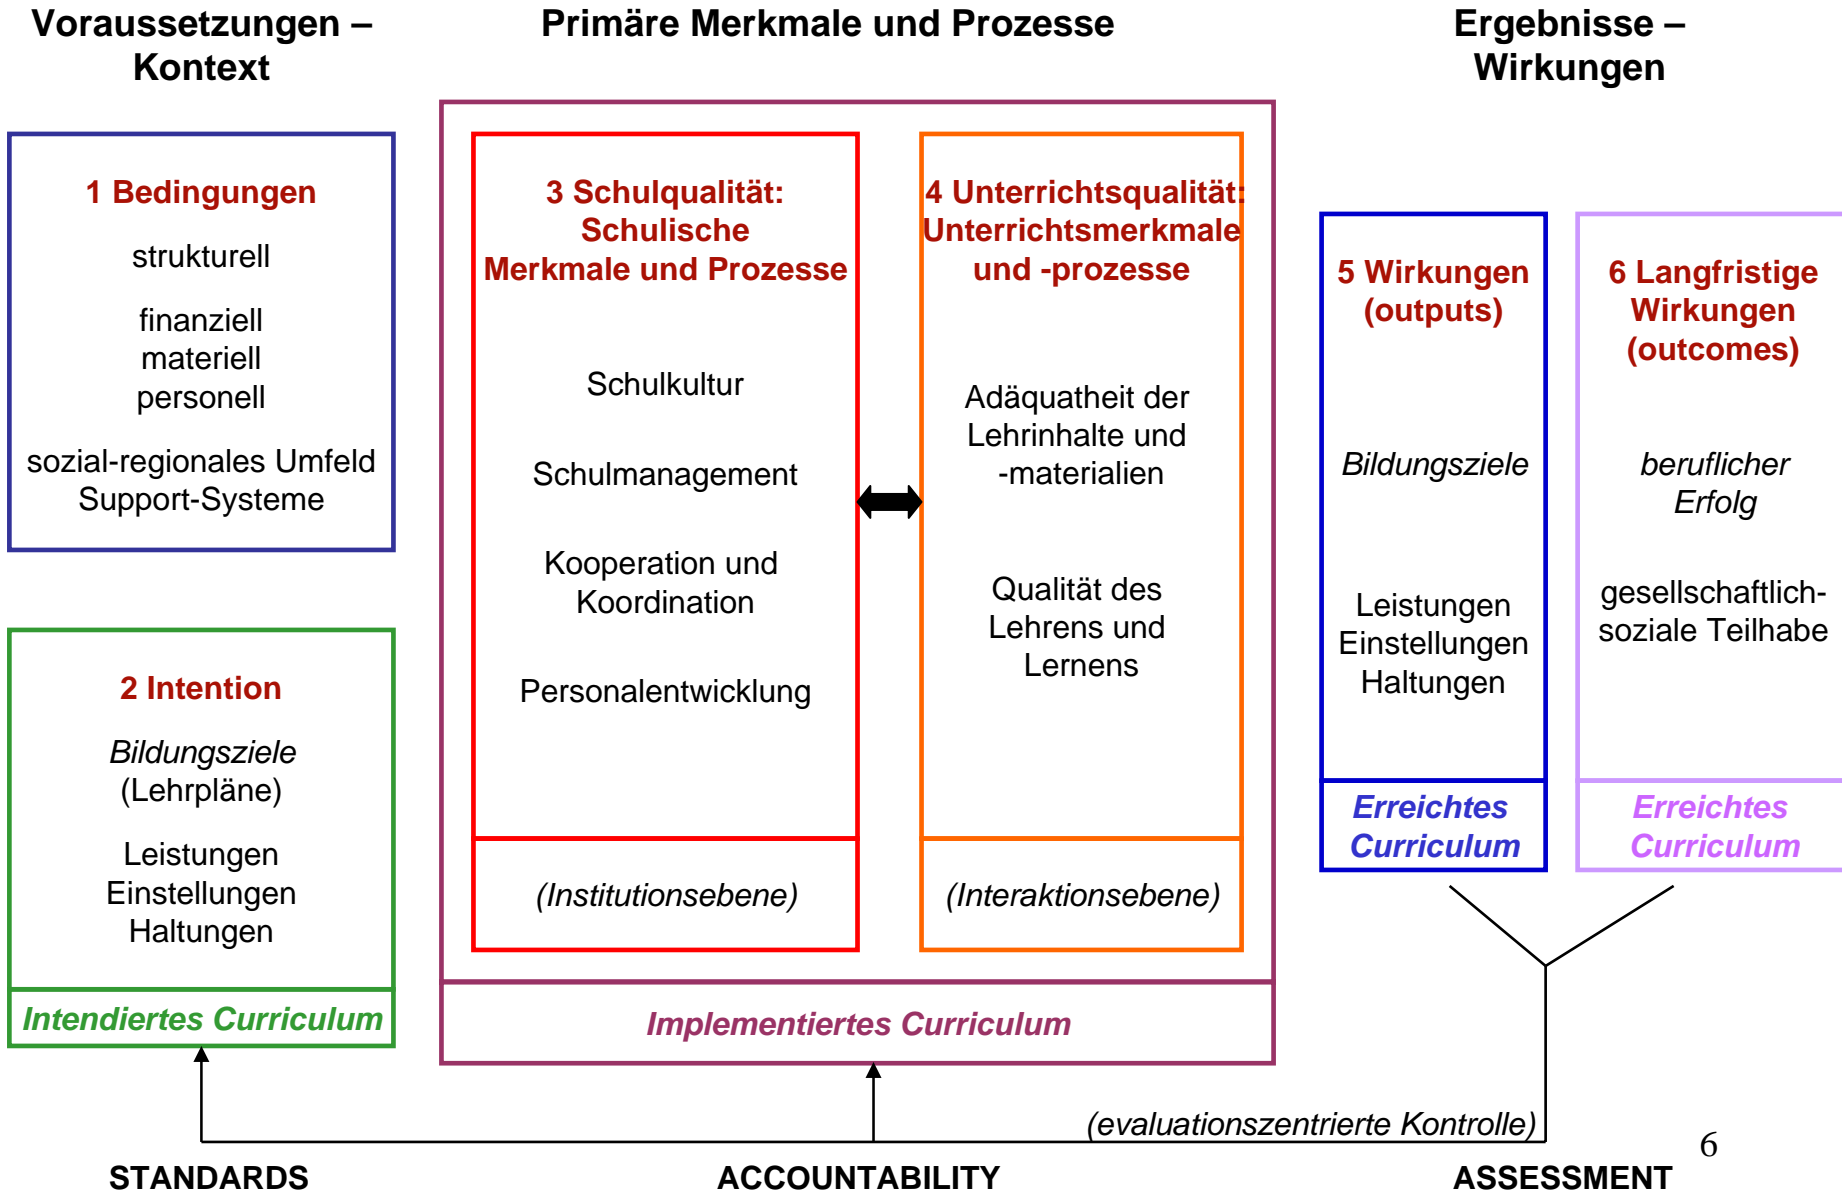 Voraussetzungen –
Kontext
Primäre Merkmale und Prozesse
Ergebnisse –
Wirkungen
1 Bedingungen
strukturell
finanziell
materiell
personell
sozial-regionales Umfeld
Support-Systeme
2 Intention
Bildungsziele
(Lehrpläne)
Leistungen
Einstellungen
Haltungen
Intendiertes Curriculum
3 Schulqualität:
Schulische
Merkmale und Prozesse
Schulkultur
Schulmanagement
Kooperation und
Koordination
Personalentwicklung
(Institutionsebene)
4 Unterrichtsqualität:
Unterrichtsmerkmale
und -prozesse
Adäquatheit der
Lehrinhalte und
-materialien
Qualität des
Lehrens und
Lernens
(Interaktionsebene)
Implementiertes Curriculum
5 Wirkungen
(outputs)
Bildungsziele
Leistungen
Einstellungen
Haltungen
Erreichtes
Curriculum
6 Langfristige
Wirkungen
(outcomes)
beruflicher
Erfolg
gesellschaftlich-
soziale Teilhabe
Erreichtes
Curriculum
(evaluationszentrierte Kontrolle)
STANDARDS
ACCOUNTABILITY
ASSESSMENT
6